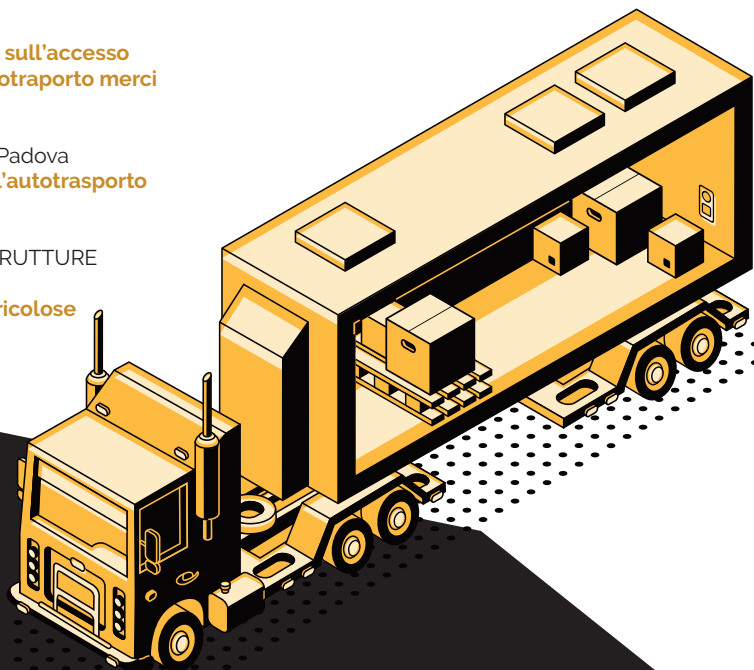 sull'accesso
otraporto merci
Padova
l'autotrasporto
RUTTURE
ricolose